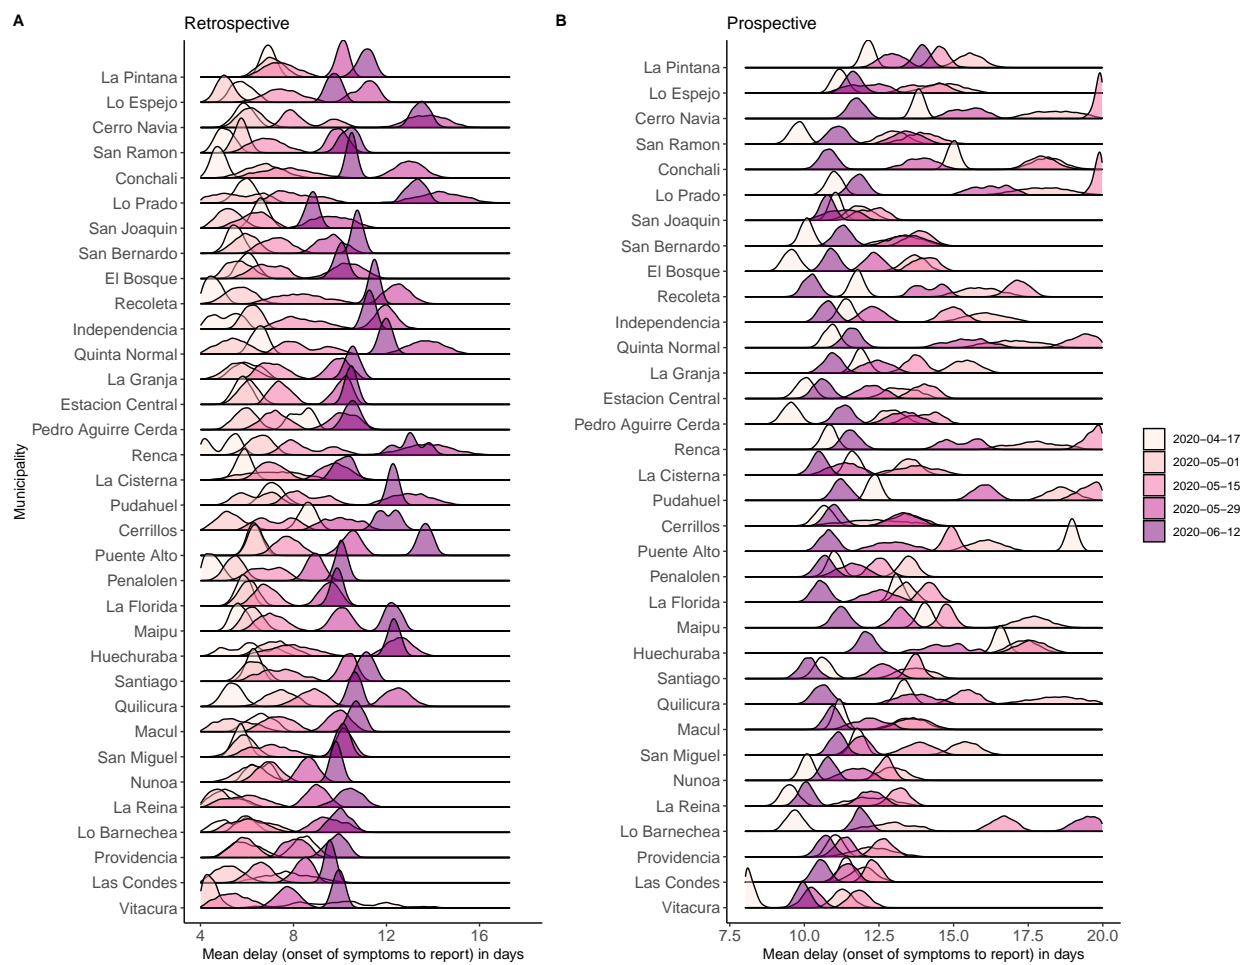 A
Retrospective
La Pintana
Lo Espejo
Cerro Navia
San Ramon
Conchali
Lo Prado
San Joaquin
San Bernardo
El Bosque
Recoleta
Independencia
Quinta Normal
La Granja
Estacion Central
Pedro Aguirre Cerda
Renca
La Cisterna
Pudahuel
Cerrillos
Puente Alto
Penalolen
La Florida
Maipu
Huechuraba
Santiago
Quilicura
Macul
San Miguel
Nunoa
La Reina
Lo Barnechea
Providencia
Las Condes
Vitacura
Municipality
4 8 12 16
Mean delay (onset of symptoms to report) in days
B
Prospective
La Pintana
Lo Espejo
Cerro Navia
San Ramon
Conchali
Lo Prado
San Joaquin
San Bernardo
El Bosque
Recoleta
Independencia
Quinta Normal
La Granja
Estacion Central
Pedro Aguirre Cerda
Renca
La Cisterna
Pudahuel
Cerrillos
Puente Alto
Penalolen
La Florida
Maipu
Huechuraba
Santiago
Quilicura
Macul
San Miguel
Nunoa
La Reina
Lo Barnechea
Providencia
Las Condes
Vitacura
7.5 10.0 12.5 15.0 17.5 20.0
Mean delay (onset of symptoms to report) in days
2020−04−17
2020−05−01
2020−05−15
2020−05−29
2020−06−12